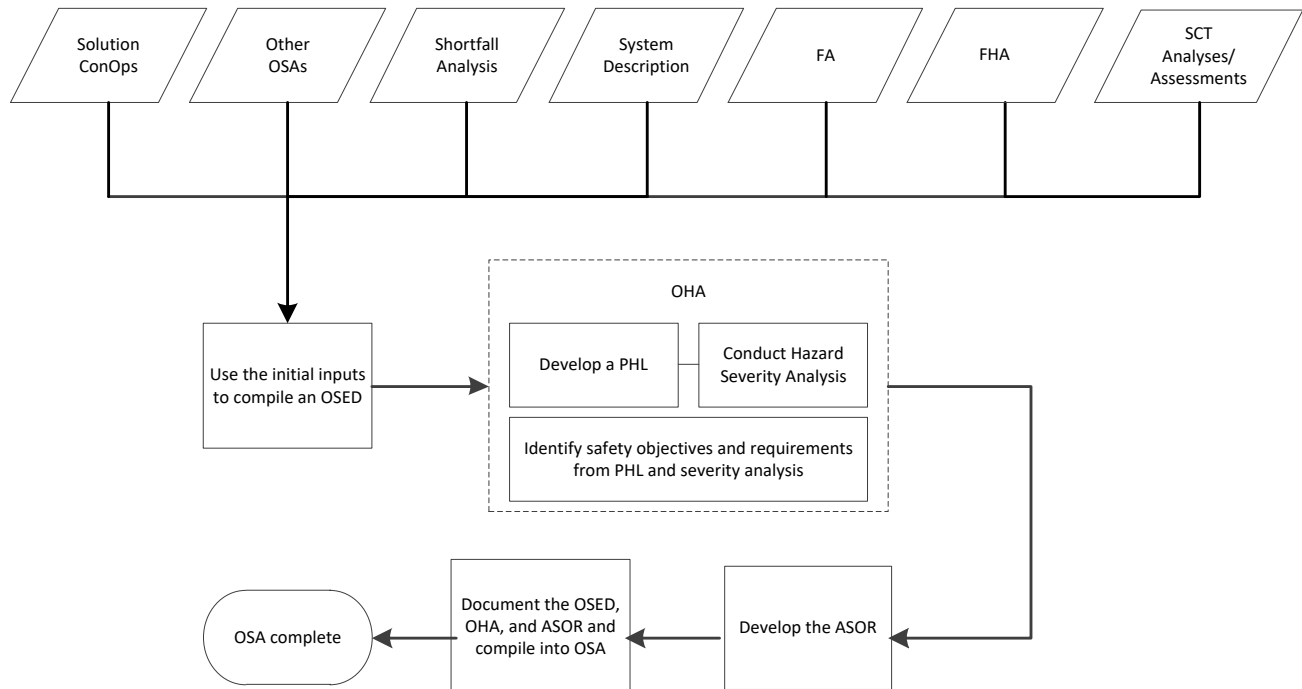 Solution
ConOps
Other
OSAs
Shortfall
Analysis
System
Description
FA
FHA
SCT
Analyses/
Assessments
OHA
Use the initial inputs
to compile an OSED
Develop a PHL
Conduct Hazard
Severity Analysis
Identify safety objectives and requirements
from PHL and severity analysis
OSA complete
Document the OSED,
OHA, and ASOR and
compile into OSA
Develop the ASOR